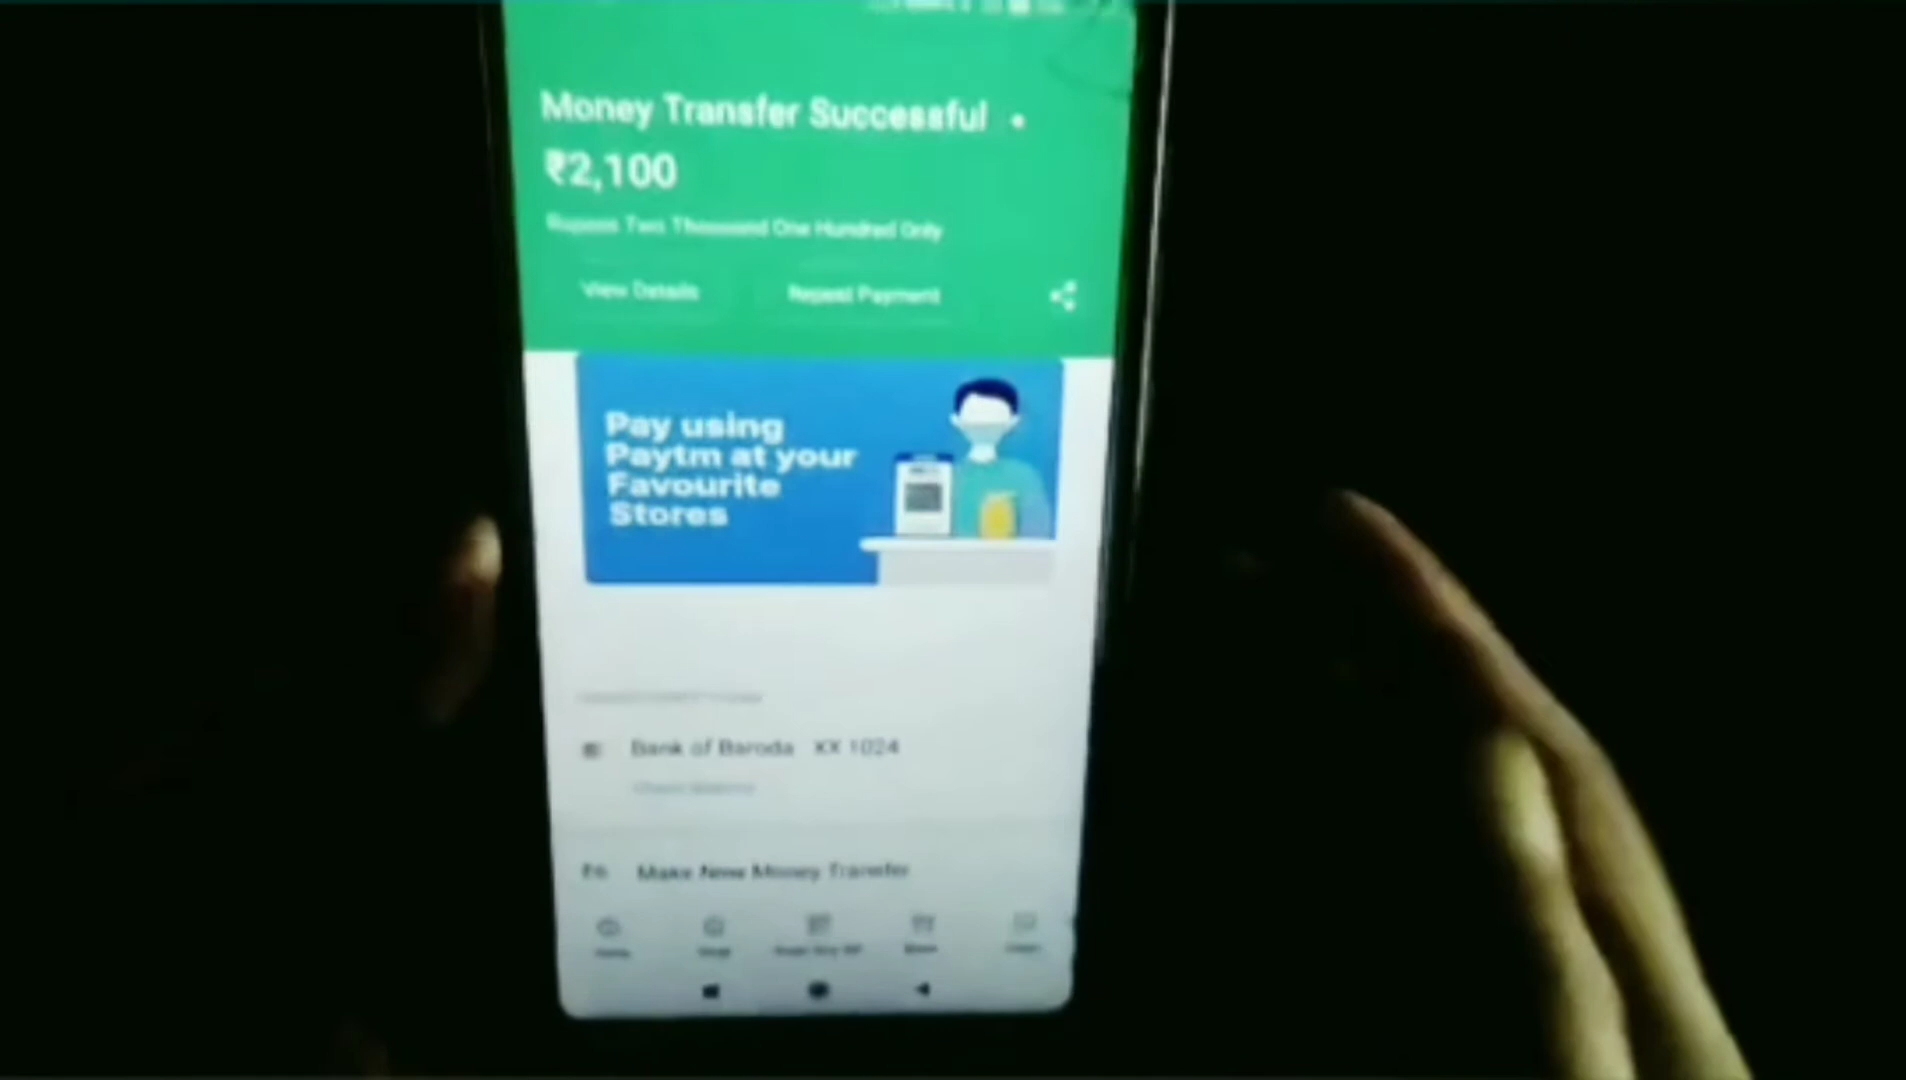 Money Transfer Successful
₹2,100
Rupees Two Thousand One Hundred Only
View Details
Repeat Payment
Pay using
Paytm at your
Favourite
Stores
Bank of Baroda XX 1024
Make New Money Transfer